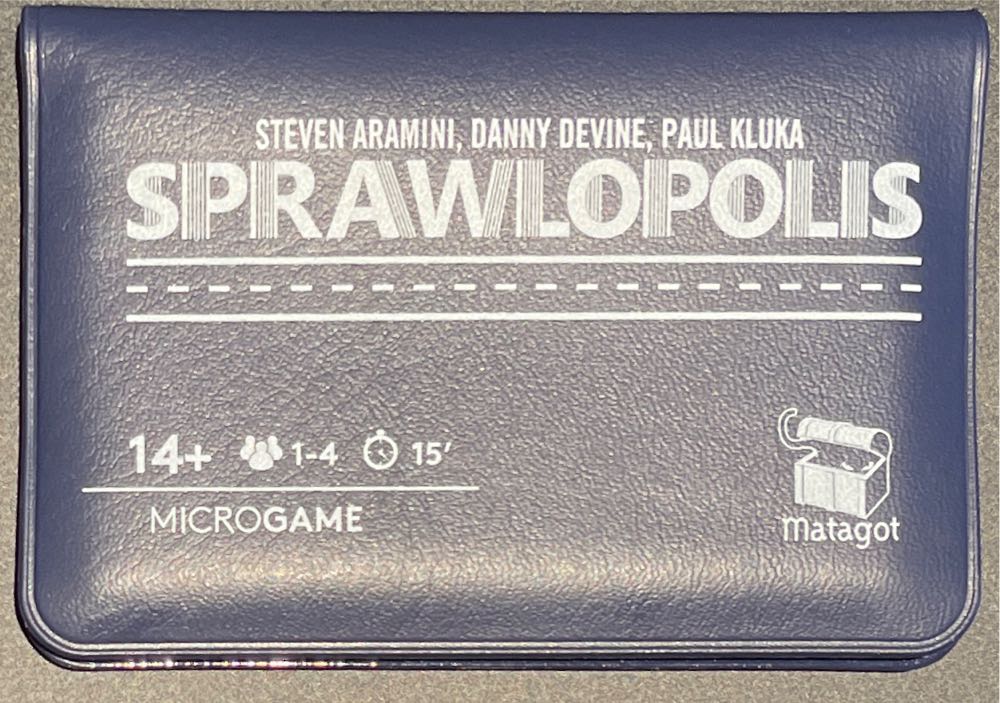 STEVEN ARAMINI, DANNY DEVINE, PAUL KLUKA
SPRAWLOPOLIS
14+ 1-4 15′
MICROGAME
Matagot